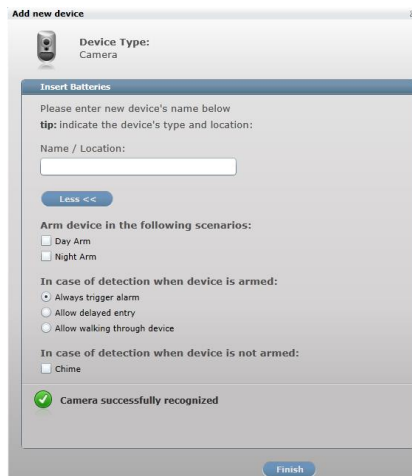 Add new device
Device Type:
Camera
Insert Batteries
Please enter new device's name below
tip: indicate the device's type and location:
Name / Location:
Less <<
Arm device in the following scenarios:
Day Arm
Night Arm
In case of detection when device is armed:
Always trigger alarm
Allow delayed entry
Allow walking through device
In case of detection when device is not armed:
Chime
Camera successfully recognized
Finish